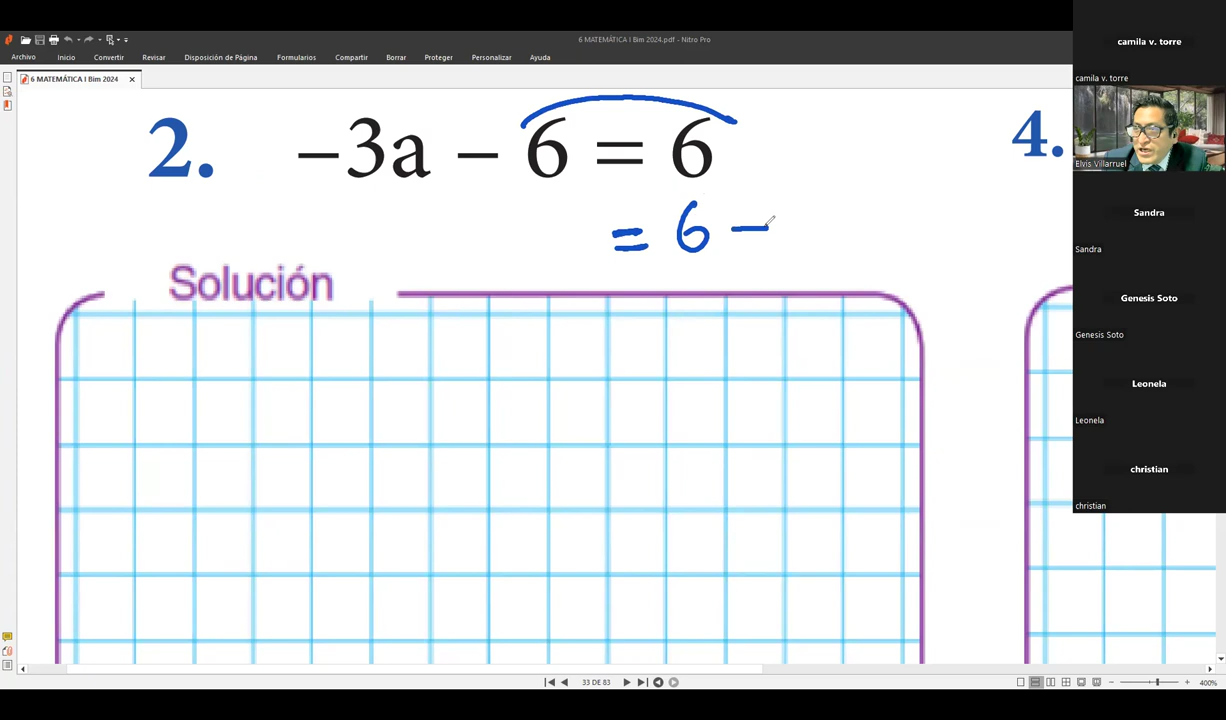 6 MATEMÁTICA I Bim 2024.pdf - Nitro Pro
Archivo Inicio Convertir Revisar Disposición de Página Formularios Compartir Borrar Proteger Personalizar Ayuda
6 MATEMÁTICA I Bim 2024 ×
2. −3a − 6 = 6
= 6 −
4.
Solución
camila v. torre
camila v. torre
Elvis Villarruel
Sandra
Sandra
Genesis Soto
Genesis Soto
Leonela
Leonela
christian
christian
33 DE 83
400%